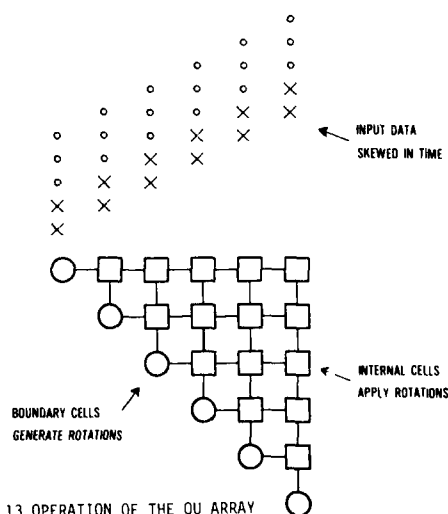 INPUT DATA
SKEWED IN TIME
INTERNAL CELLS
APPLY ROTATIONS
BOUNDARY CELLS
GENERATE ROTATIONS
13 OPERATION OF THE QU ARRAY